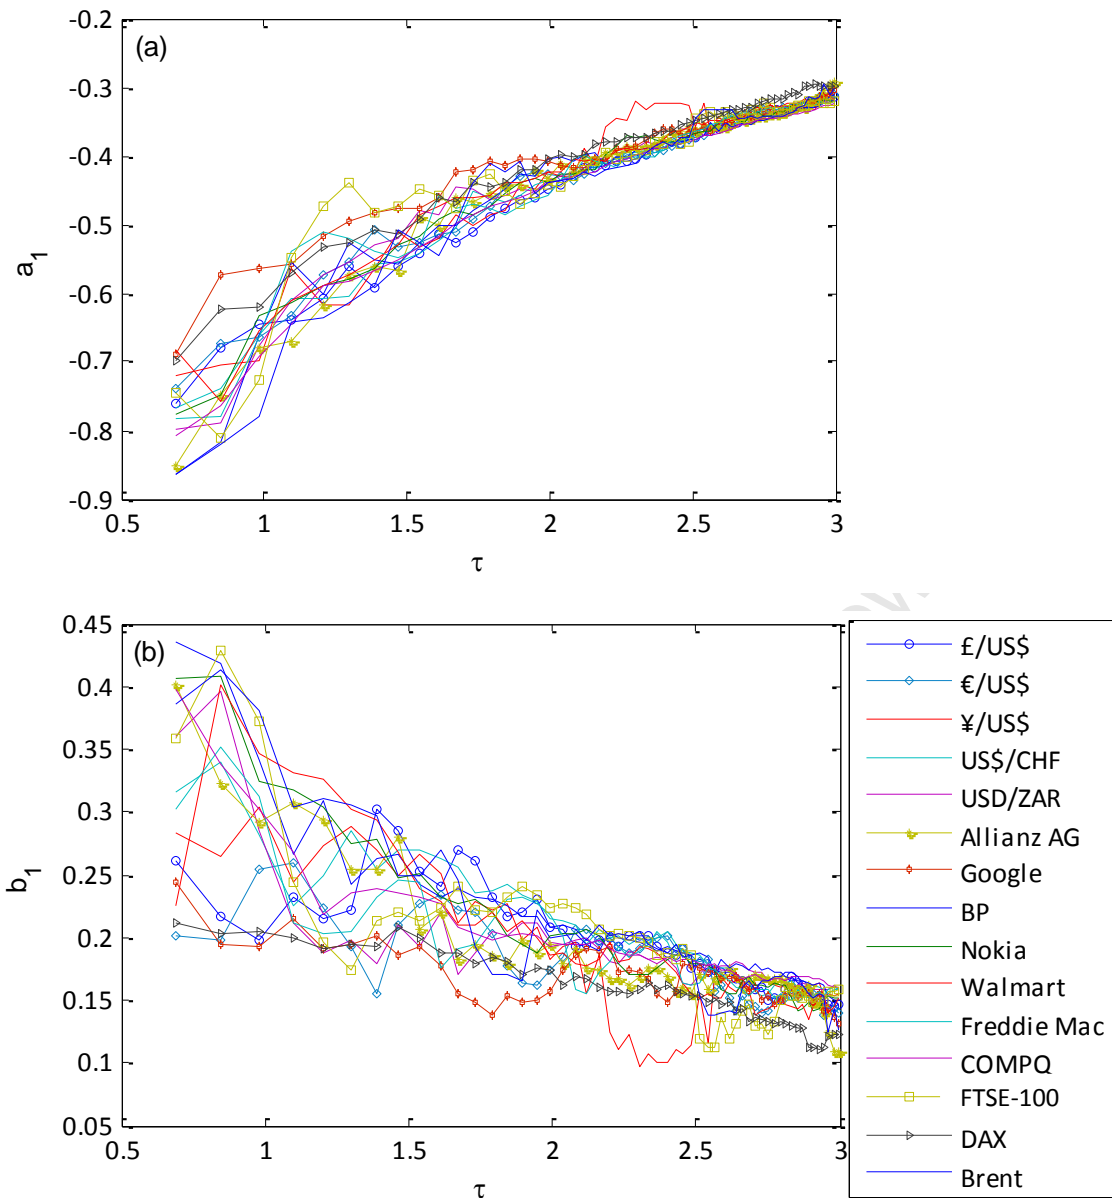 (a)
-0.2
-0.3
-0.4
-0.5
-0.6
-0.7
-0.8
-0.9
a1
0.5 1 1.5 2 2.5 3
τ
(b)
0.45
0.4
0.35
0.3
0.25
0.2
0.15
0.1
0.05
b1
0.5 1 1.5 2 2.5 3
τ
£/US$
€/US$
¥/US$
US$/CHF
USD/ZAR
Allianz AG
Google
BP
Nokia
Walmart
Freddie Mac
COMPQ
FTSE-100
DAX
Brent